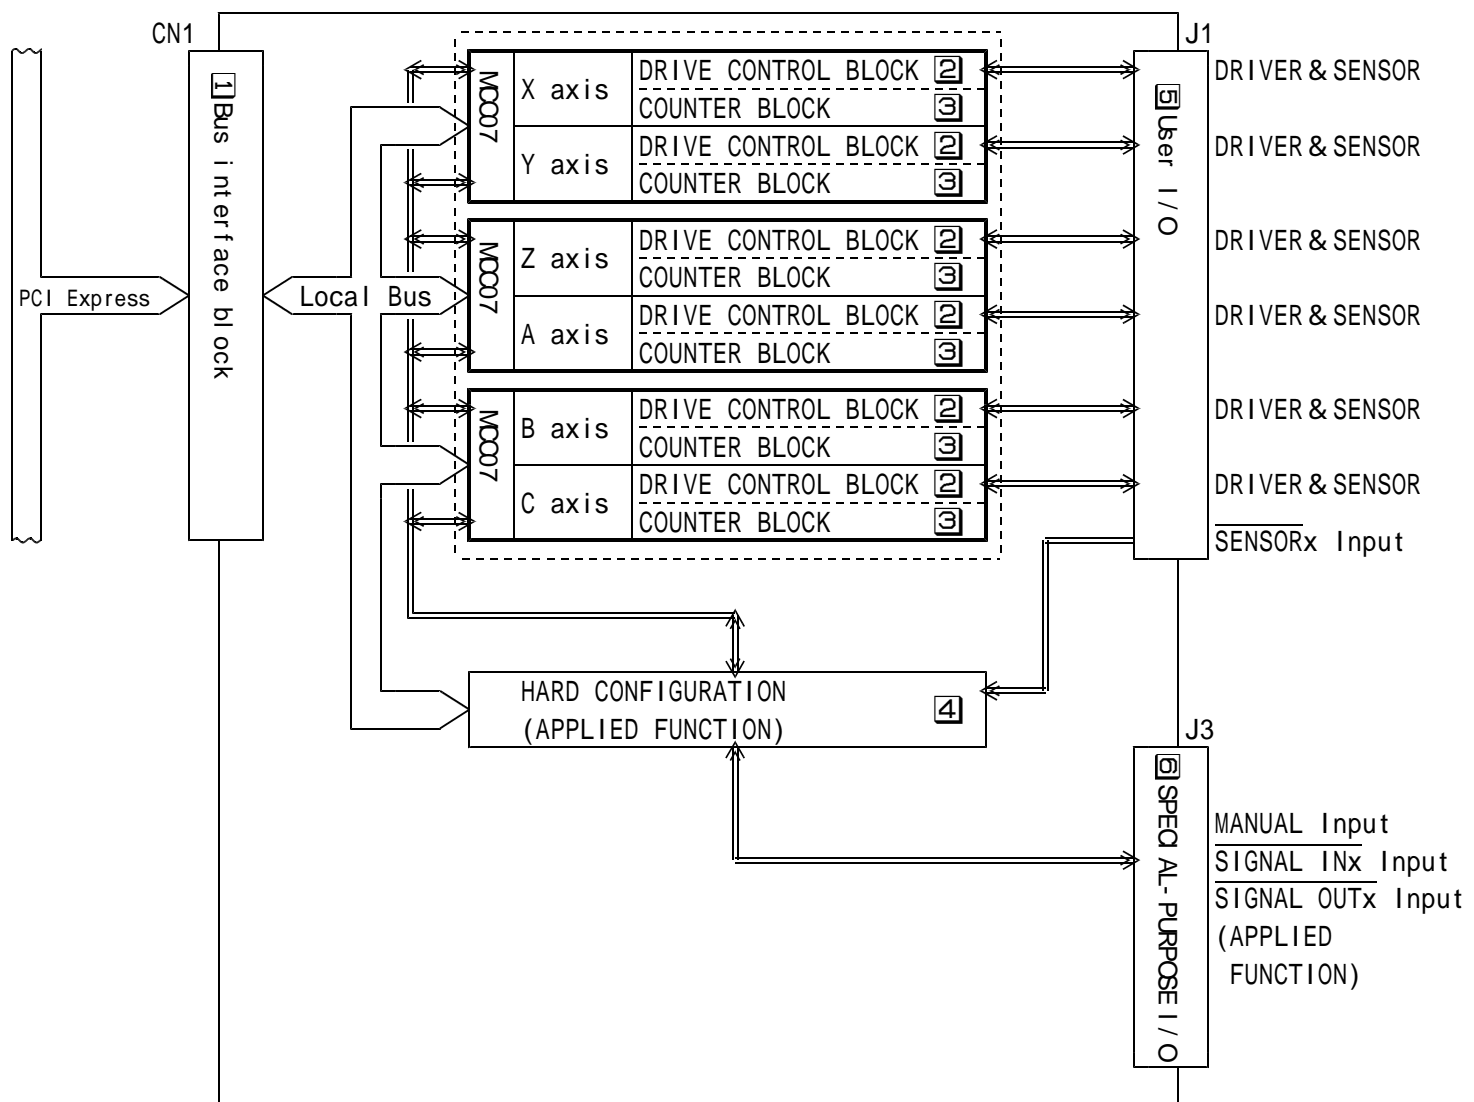 CN1
J1
1 Bus interface block
PCI Express
Local Bus
MCC07
X axis
DRIVE CONTROL BLOCK 2
COUNTER BLOCK 3
Y axis
DRIVE CONTROL BLOCK 2
COUNTER BLOCK 3
MCC07
Z axis
DRIVE CONTROL BLOCK 2
COUNTER BLOCK 3
A axis
DRIVE CONTROL BLOCK 2
COUNTER BLOCK 3
MCC07
B axis
DRIVE CONTROL BLOCK 2
COUNTER BLOCK 3
C axis
DRIVE CONTROL BLOCK 2
COUNTER BLOCK 3
5 User I/O
DRIVER & SENSOR
DRIVER & SENSOR
DRIVER & SENSOR
DRIVER & SENSOR
DRIVER & SENSOR
DRIVER & SENSOR
SENSORx Input
HARD CONFIGURATION
(APPLIED FUNCTION)
4
J3
6 SPECIAL-PURPOSE I/O
MANUAL Input
SIGNAL INx Input
SIGNAL OUTx Input
(APPLIED
FUNCTION)